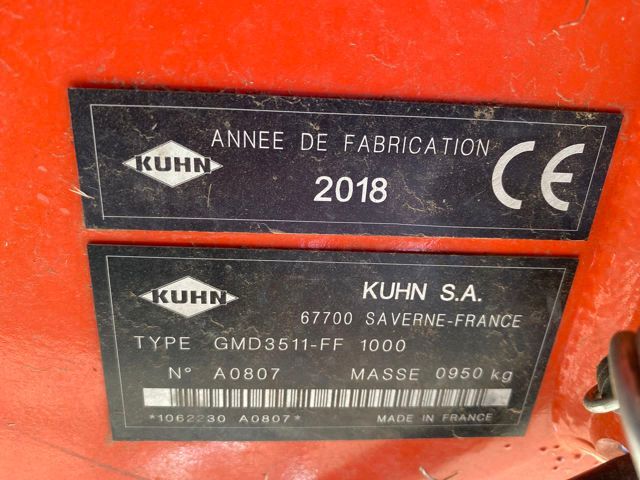 KUHN
ANNEE DE FABRICATION
2018
CE
KUHN
KUHN S.A.
67700 SAVERNE-FRANCE
TYPE GMD3511-FF 1000
N° A0807 MASSE 0950 kg
*1062230 A0807* MADE IN FRANCE